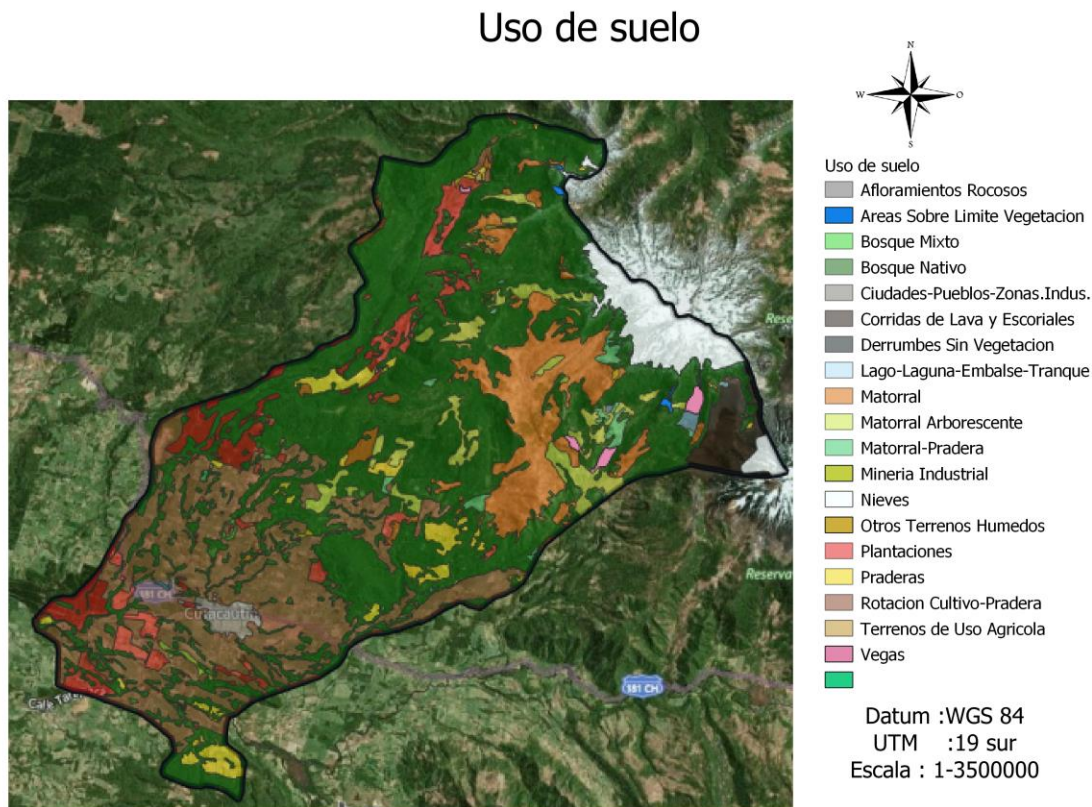 Uso de suelo
N
W
O
S
Uso de suelo
Afloramientos Rocosos
Areas Sobre Limite Vegetacion
Bosque Mixto
Bosque Nativo
Ciudades-Pueblos-Zonas.Indus.
Corridas de Lava y Escoriales
Derrumbes Sin Vegetacion
Lago-Laguna-Embalse-Tranque
Matorral
Matorral Arborescente
Matorral-Pradera
Mineria Industrial
Nieves
Otros Terrenos Humedos
Plantaciones
Praderas
Rotacion Cultivo-Pradera
Terrenos de Uso Agricola
Vegas
Rese
Reserva
181 CH
181 CH
Calle
Datum :WGS 84
UTM :19 sur
Escala : 1-3500000